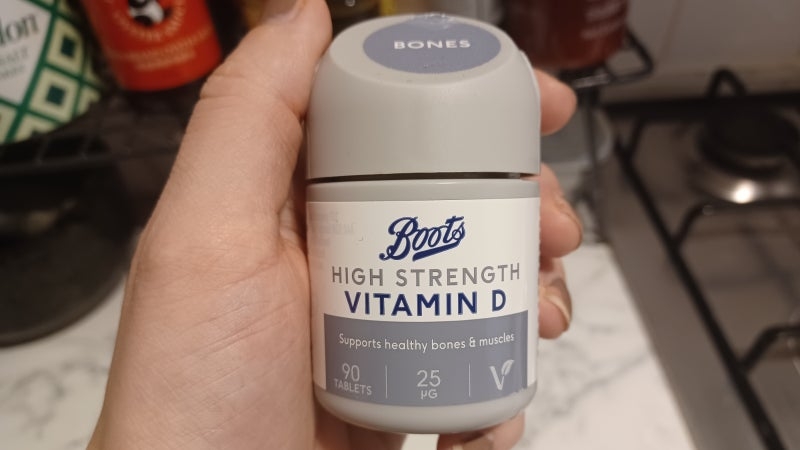 BONES
Boots
HIGH STRENGTH
VITAMIN D
Supports healthy bones & muscles
90
TABLETS
25
µG
V